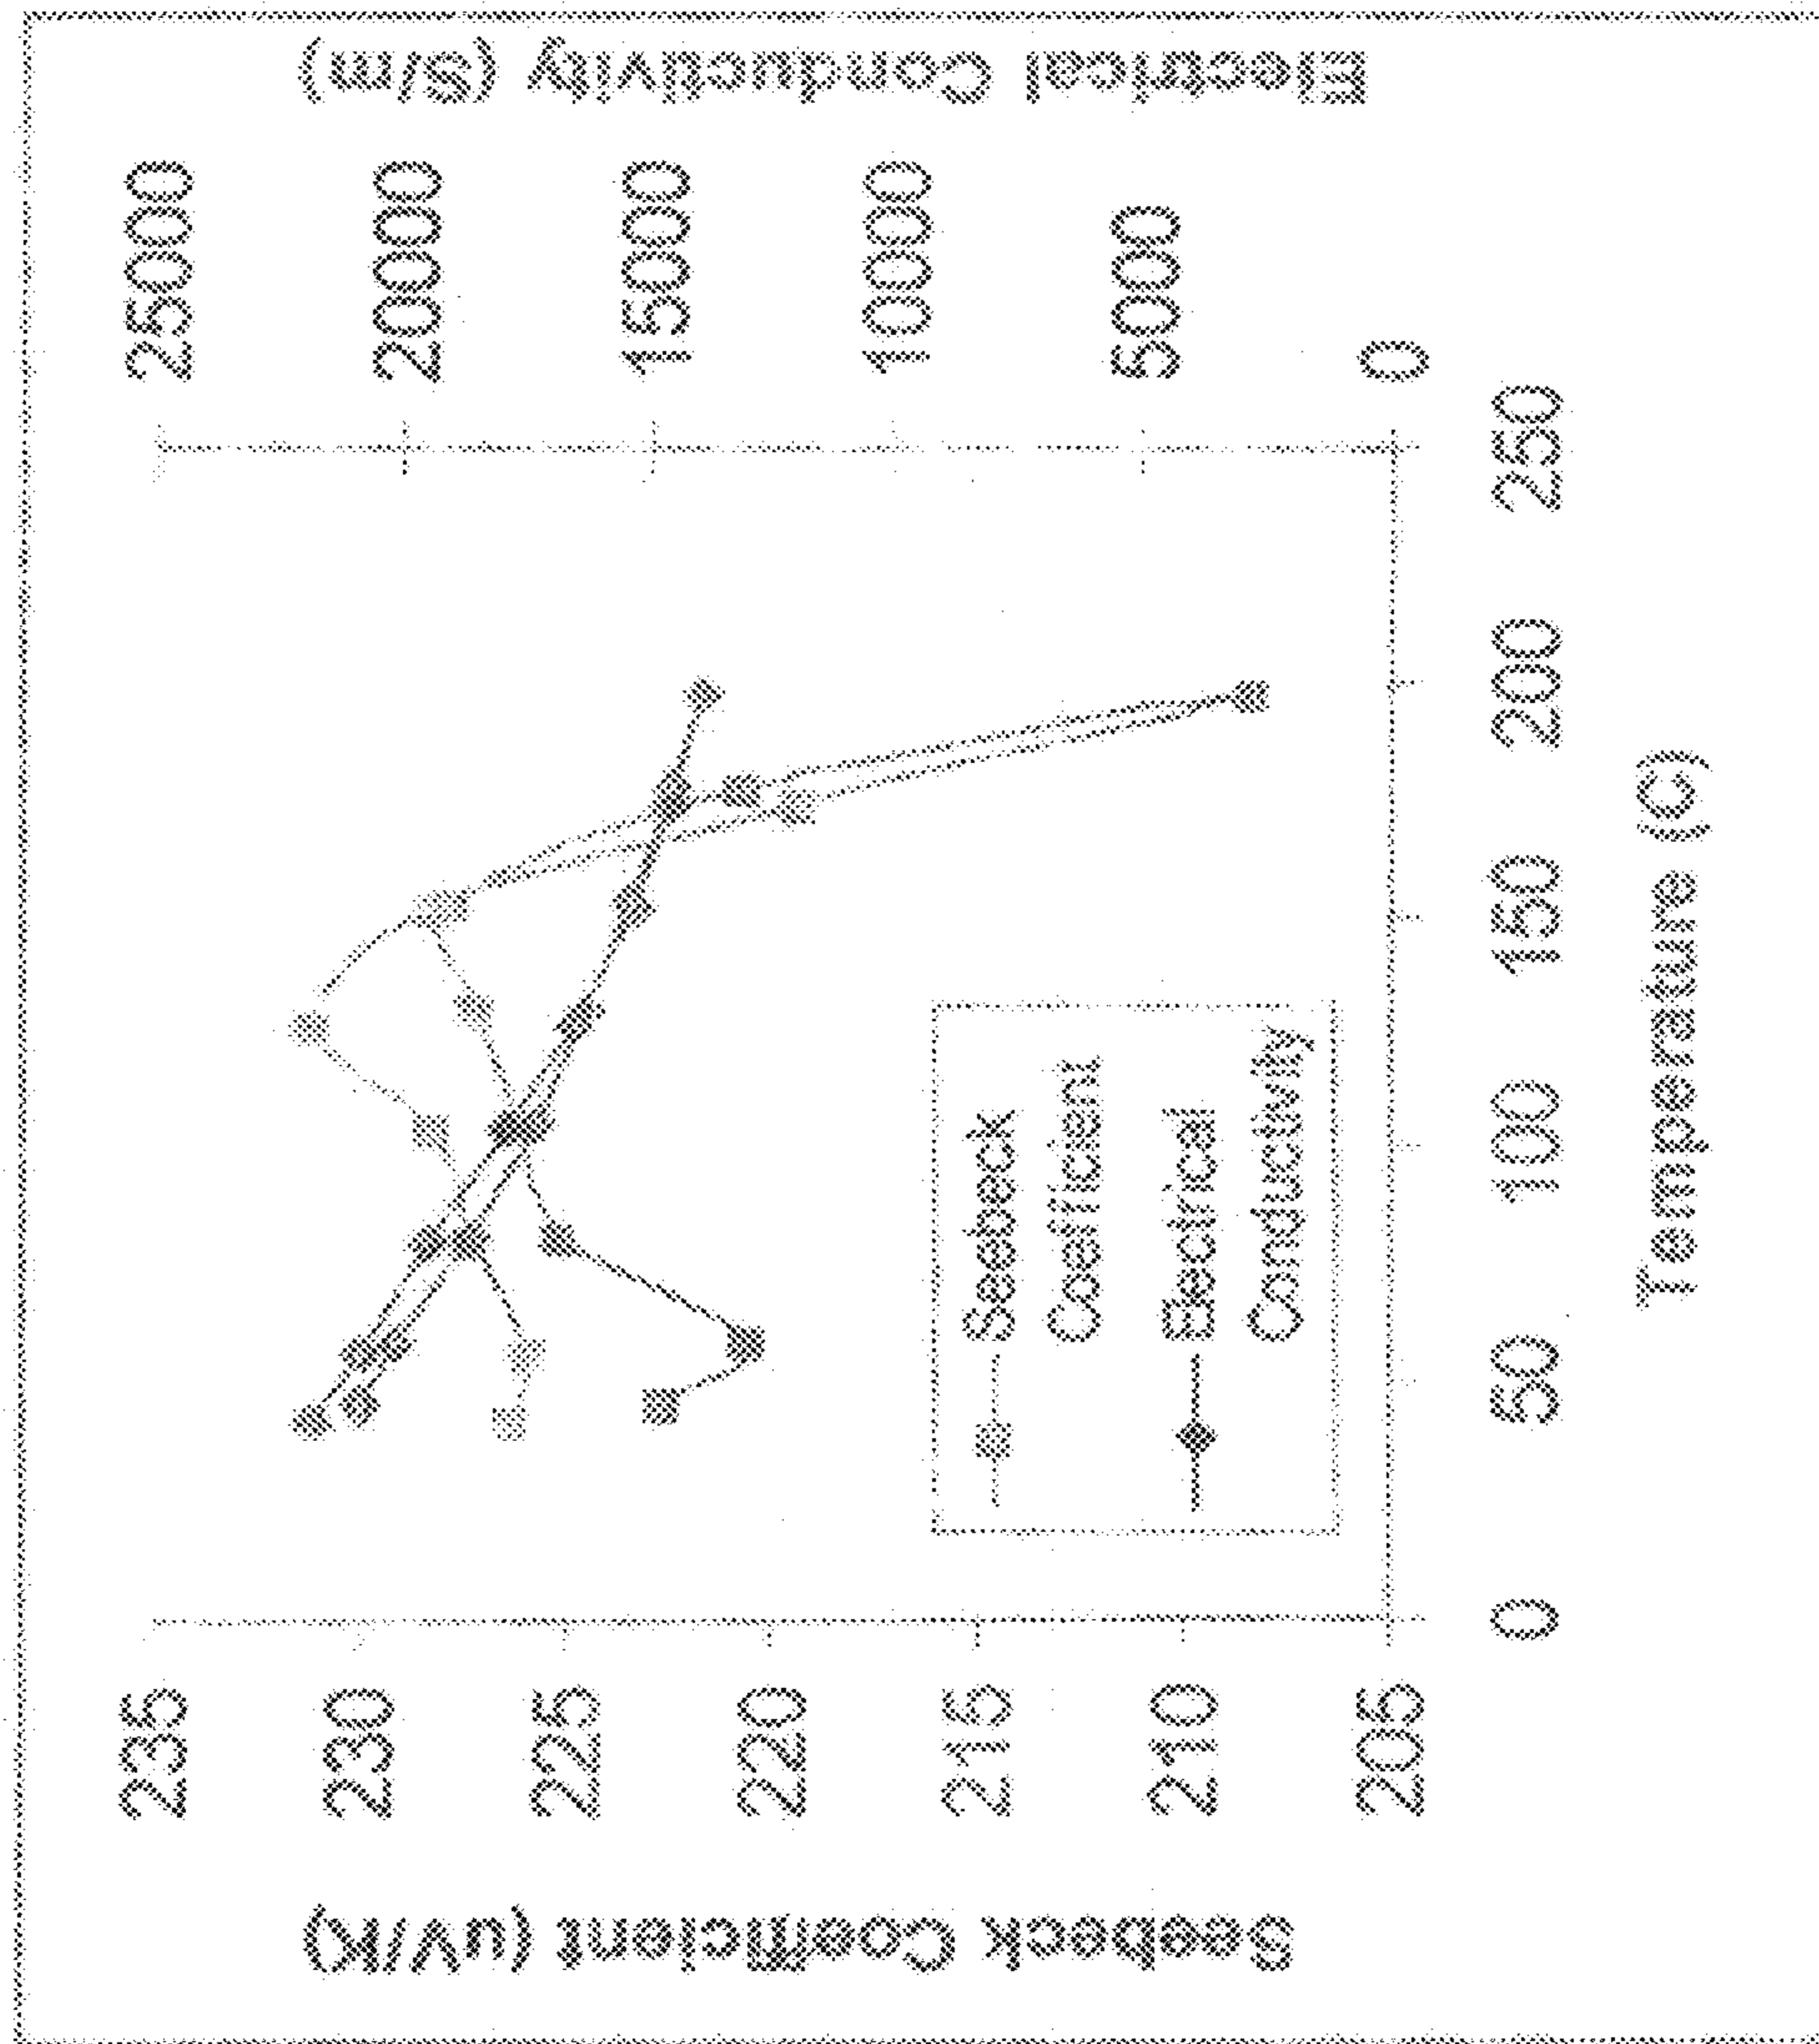 Seebeck Coefficient (uV/K)
235
230
225
220
215
210
205
Electrical Conductivity (S/m)
25000
20000
15000
10000
5000
0
Seebeck
Coefficient
Electrical
Conductivity
0
50
100
150
200
250
Temperature (C)